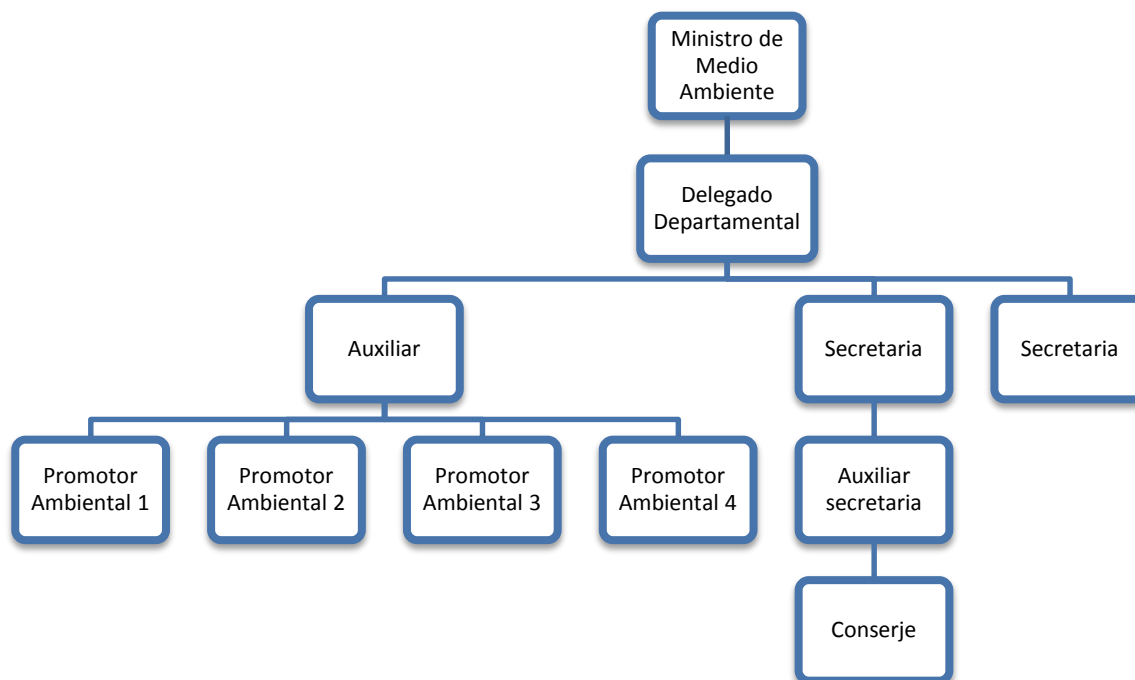 Ministro de
Medio
Ambiente
Delegado
Departamental
Auxiliar
Secretaria
Secretaria
Promotor
Ambiental 1
Promotor
Ambiental 2
Promotor
Ambiental 3
Promotor
Ambiental 4
Auxiliar
secretaria
Conserje